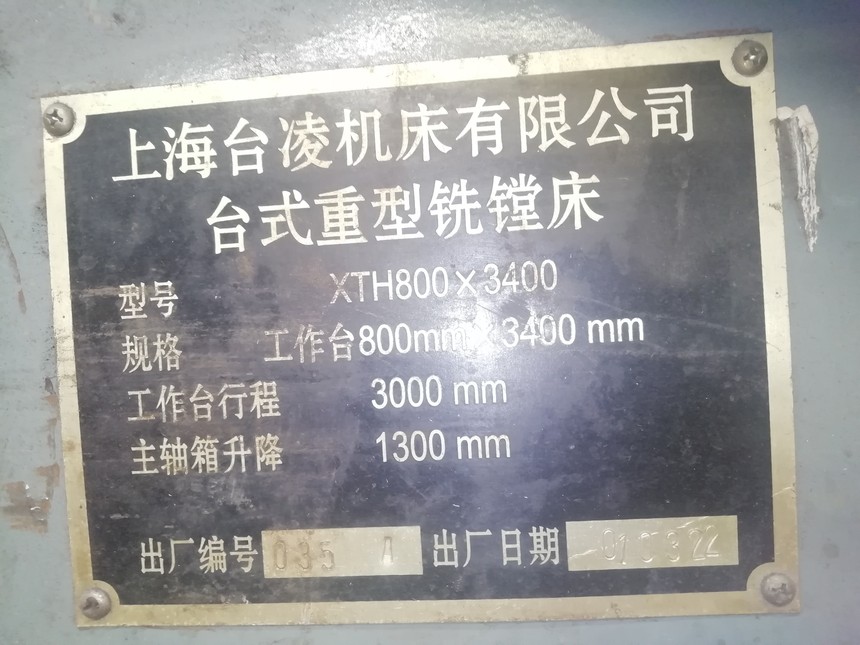 上海台凌机床有限公司
台式重型铣镗床
型号 XTH800×3400
规格 工作台800mm×3400 mm
工作台行程 3000 mm
主轴箱升降 1300 mm
出厂编号 035 出厂日期